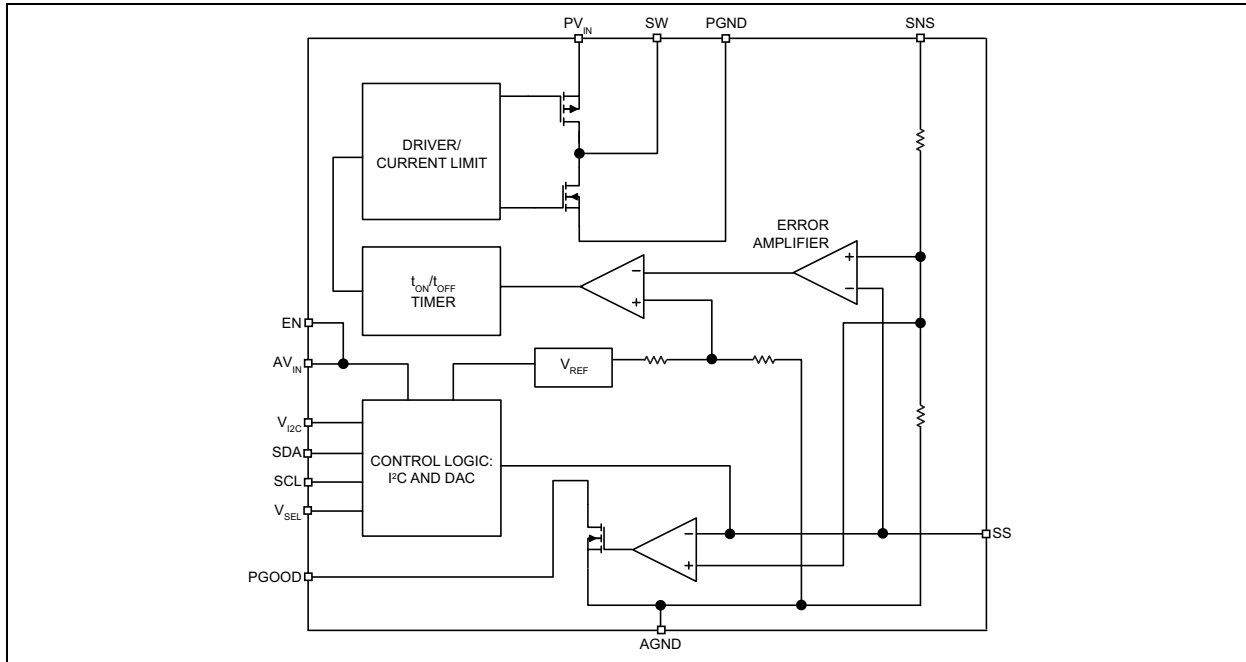 PVIN
SW
PGND
SNS
DRIVER/
CURRENT LIMIT
ERROR
AMPLIFIER
+
−
−
+
tON/tOFF
TIMER
EN
AVIN
VREF
VI2C
SDA
SCL
VSEL
CONTROL LOGIC:
I²C AND DAC
−
+
SS
PGOOD
AGND